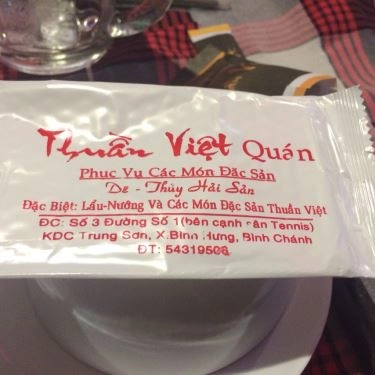 Thuần Việt Quán
Phục Vụ Các Món Đặc Sản
Dê - Thủy Hải Sản
Đặc Biệt: Lẩu-Nướng Và Các Món Đặc Sản Thuần Việt
ĐC: Số 3 Đường Số 1(bên cạnh sân Tennis)
KDC Trung Sơn, X.Bình Hưng, Bình Chánh
ĐT: 54319508